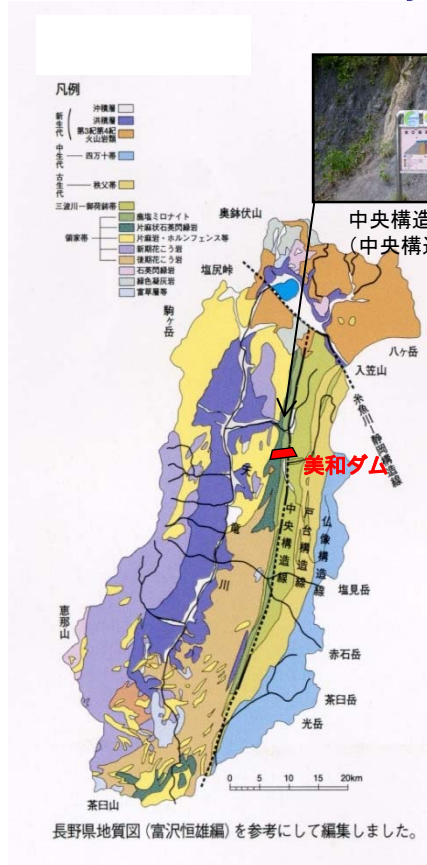 凡例
新生代
沖積層
洪積層
第3紀第4紀
火山岩類
中生代
四万十帯
古生代
秩父帯
三波川−御荷鉾帯
領家帯
鹿塩ミロナイト
片麻状石英閃緑岩
片麻岩・ホルンフェンス等
新期花こう岩
後期花こう岩
石英閃緑岩
緑色凝灰岩
富草層等
奥鉢伏山
塩尻峠
駒ヶ岳
中央構造
(中央構造
八ヶ岳
入笠山
糸魚川−静岡構造線
美和ダム
天竜川
中央構造線
戸台構造線
仏像構造線
塩見岳
恵那山
赤石岳
茶臼岳
光岳
茶臼山
0 5 10 15 20km
長野県地質図(富沢恒雄編)を参考にして編集しました。